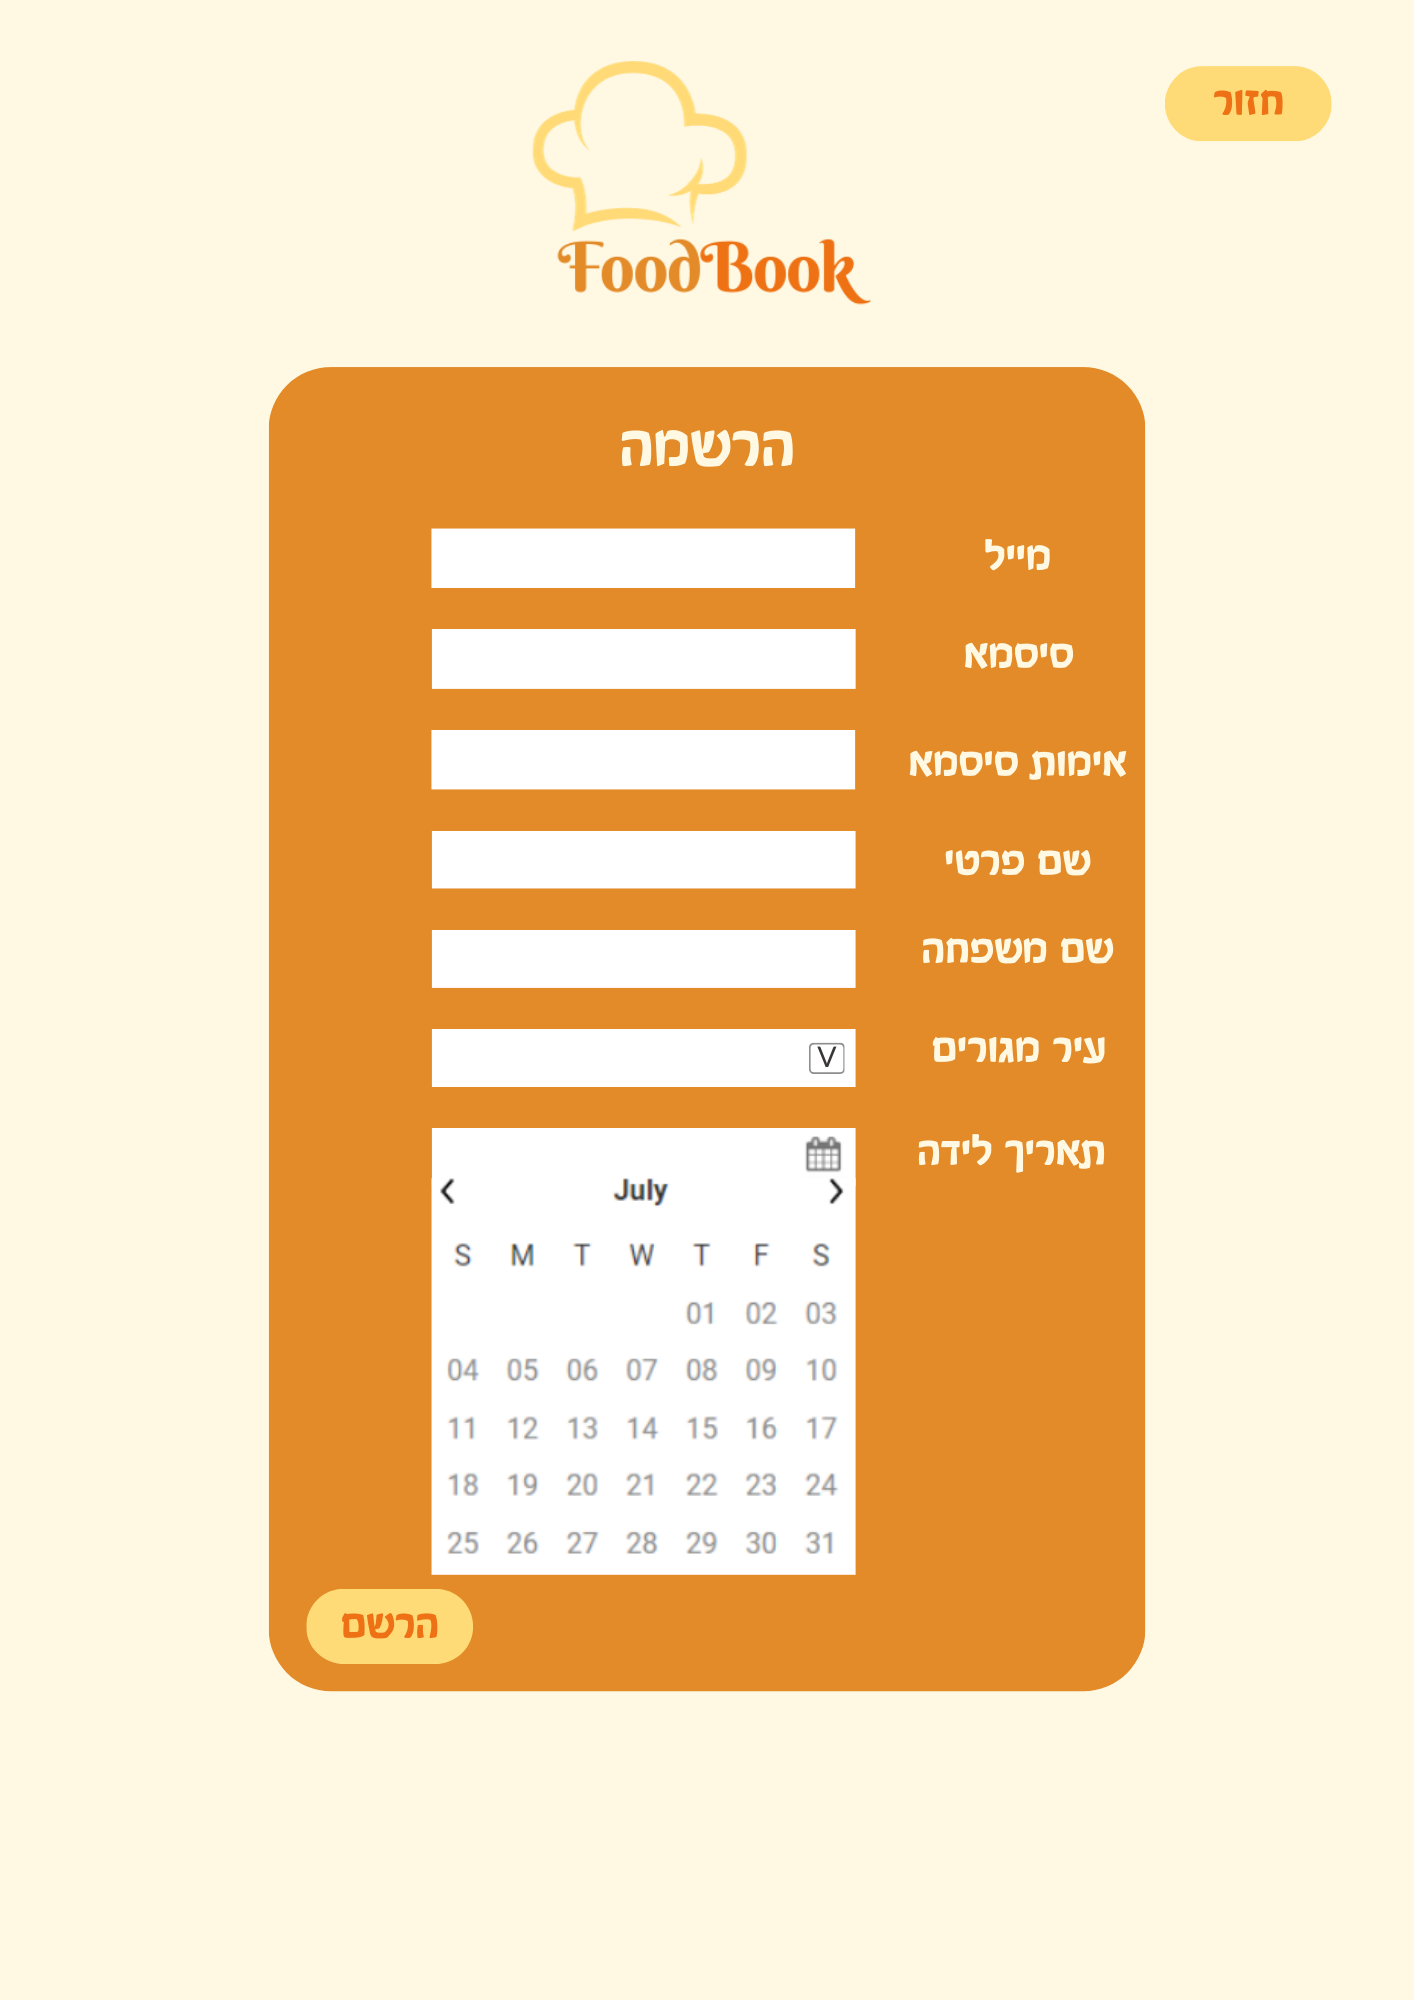 חזור
FoodBook
הרשמה
מייל
סיסמא
אימות סיסמא
שם פרטי
שם משפחה
עיר מגורים
V
תאריך לידה
‹ July ›
S M T W T F S
01 02 03
04 05 06 07 08 09 10
11 12 13 14 15 16 17
18 19 20 21 22 23 24
25 26 27 28 29 30 31
הרשם